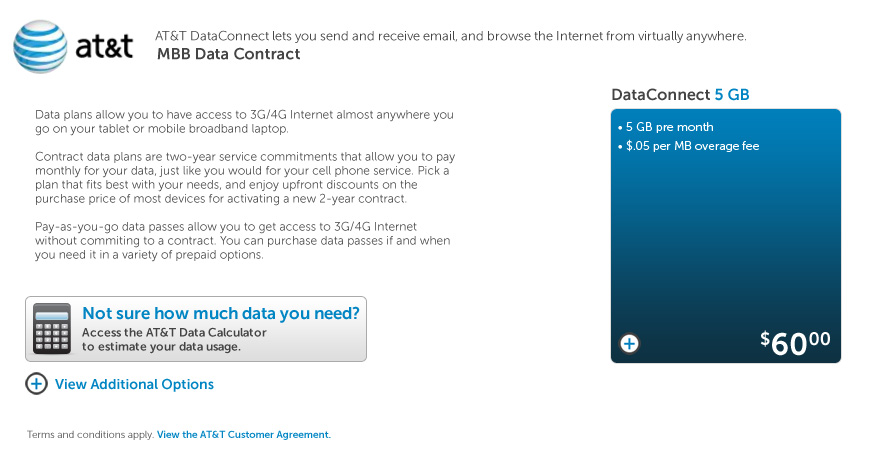 at&t
AT&T DataConnect lets you send and receive email, and browse the Internet from virtually anywhere.
MBB Data Contract
Data plans allow you to have access to 3G/4G Internet almost anywhere you
go on your tablet or mobile broadband laptop.
Contract data plans are two-year service commitments that allow you to pay
monthly for your data, just like you would for your cell phone service. Pick a
plan that fits best with your needs, and enjoy upfront discounts on the
purchase price of most devices for activating a new 2-year contract.
Pay-as-you-go data passes allow you to get access to 3G/4G Internet
without commiting to a contract. You can purchase data passes if and when
you need it in a variety of prepaid options.
Not sure how much data you need?
Access the AT&T Data Calculator
to estimate your data usage.
View Additional Options
Terms and conditions apply. View the AT&T Customer Agreement.
DataConnect 5 GB
• 5 GB pre month
• $.05 per MB overage fee
$6000